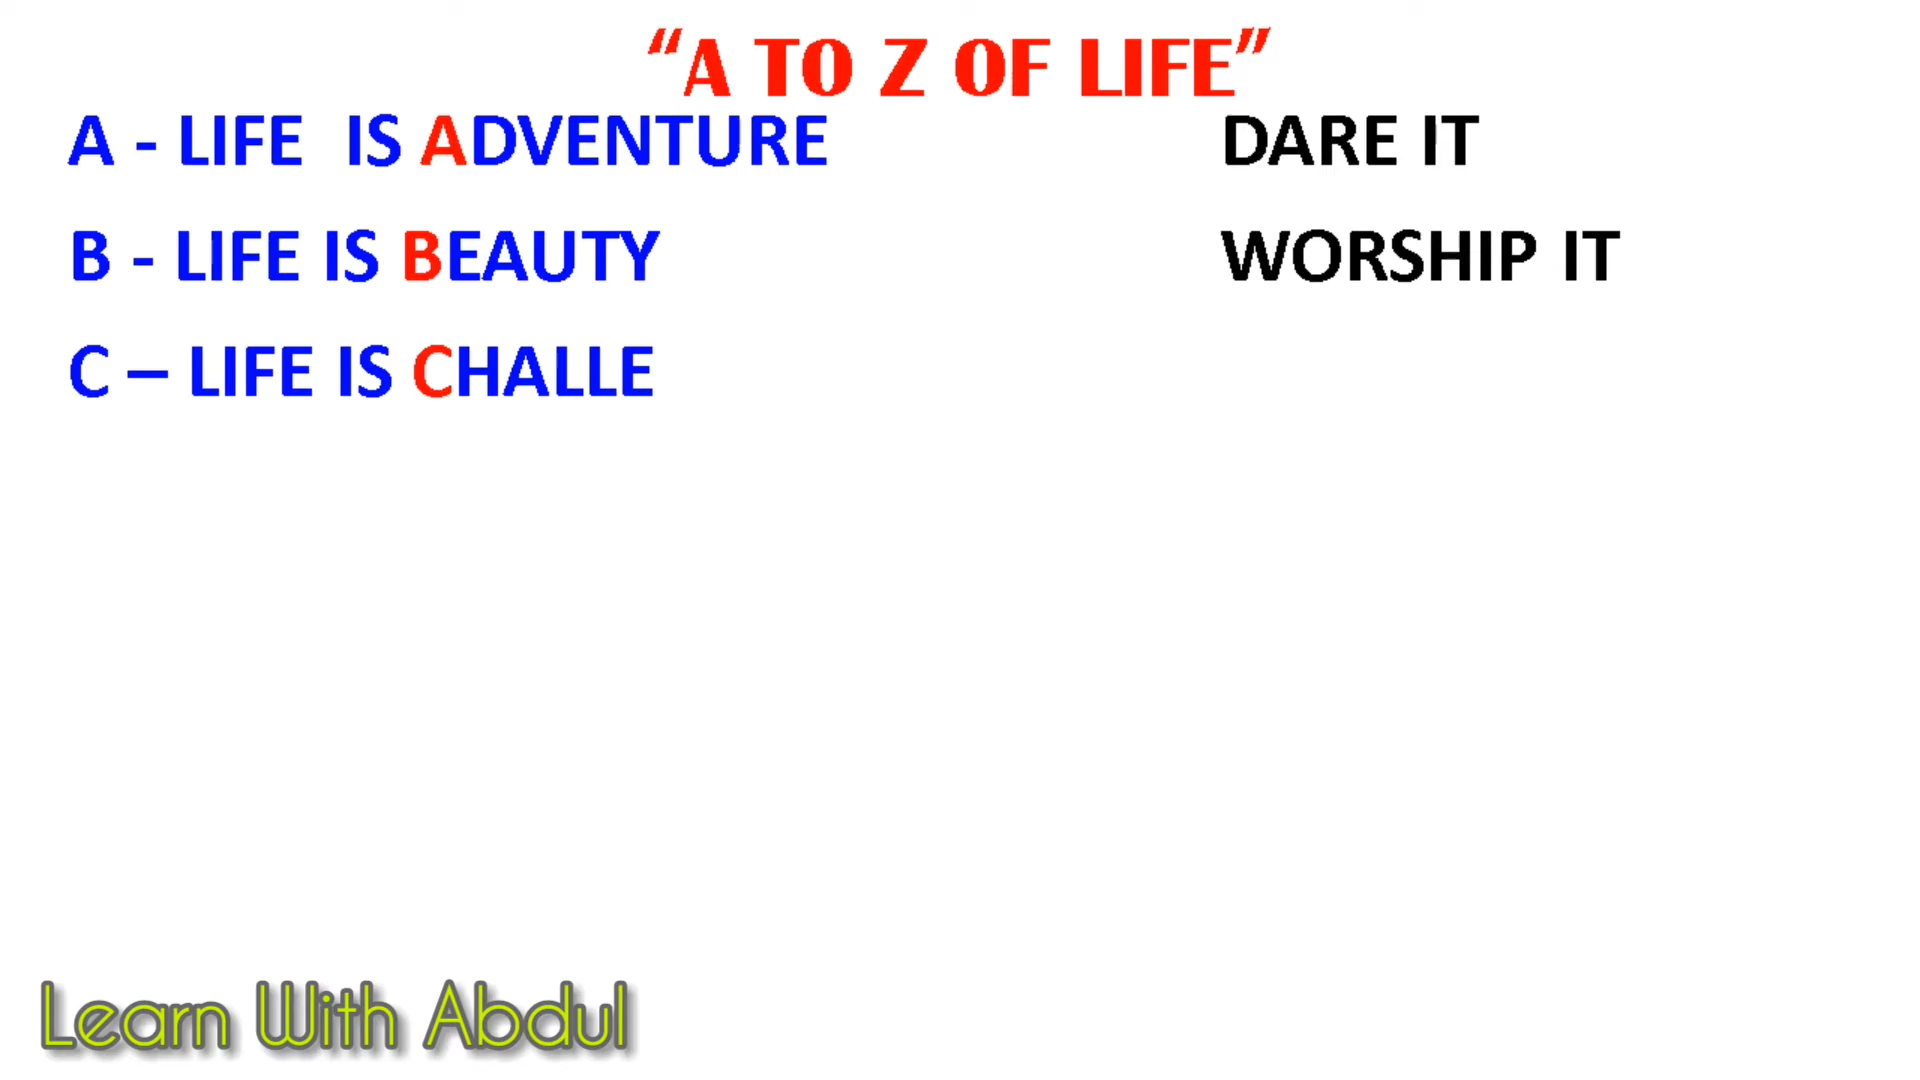 “A TO Z OF LIFE”
A - LIFE IS ADVENTURE DARE IT
B - LIFE IS BEAUTY WORSHIP IT
C – LIFE IS CHALLE
Learn With Abdul